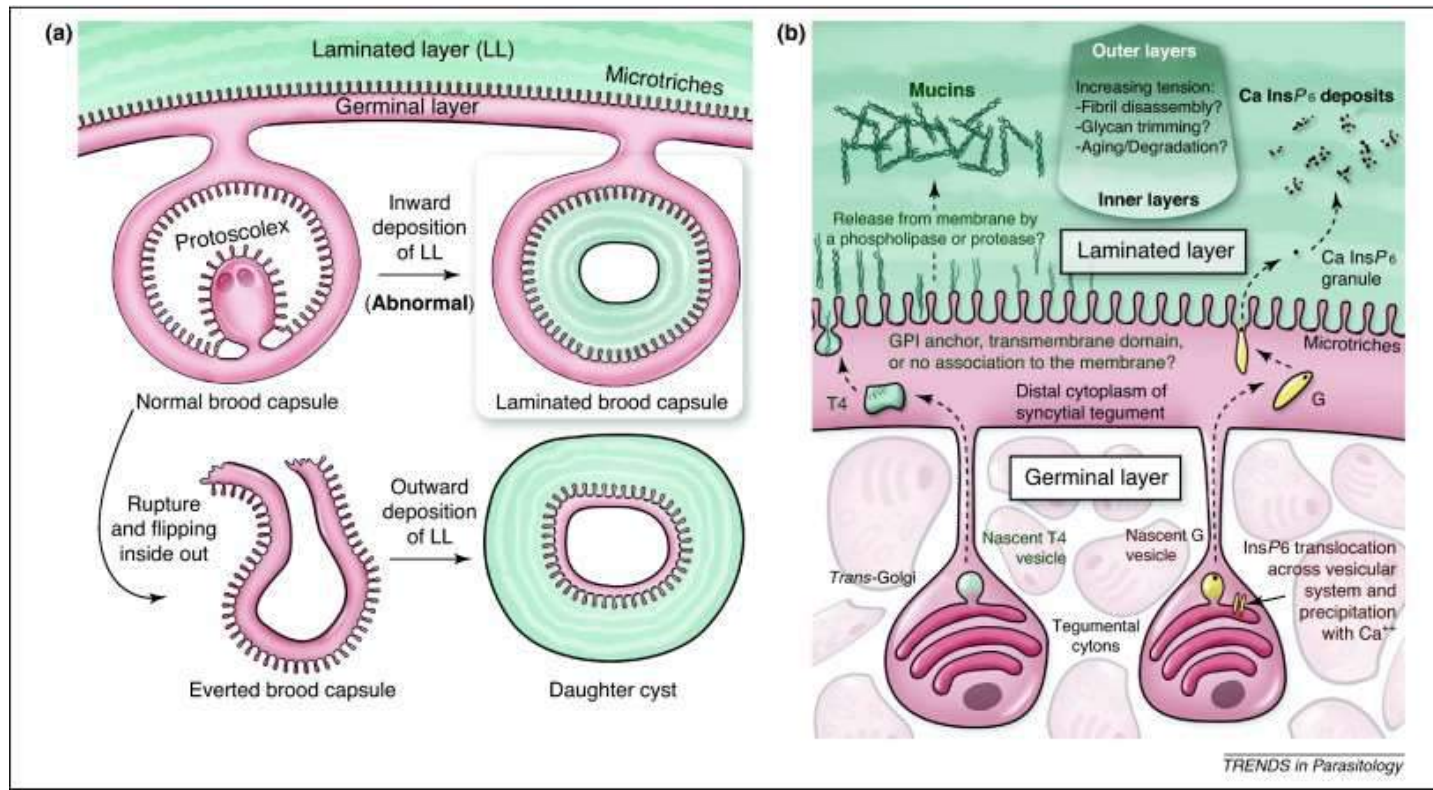 (a)
Laminated layer (LL)
Microtriches
Germinal layer
Protoscolex
Inward
deposition
of LL
(Abnormal)
Normal brood capsule
Laminated brood capsule
Rupture
and flipping
inside out
Outward
deposition
of LL
Everted brood capsule
Daughter cyst
(b)
Outer layers
Increasing tension:
-Fibril disassembly?
-Glycan trimming?
-Aging/Degradation?
Inner layers
Mucins
Ca InsP6 deposits
Release from membrane by
a phospholipase or protease?
Laminated layer
Ca InsP6
granule
Microtriches
GPI anchor, transmembrane domain,
or no association to the membrane?
T4
Distal cytoplasm of
syncytial tegument
G
Germinal layer
Nascent T4
vesicle
Nascent G
vesicle
Trans-Golgi
InsP6 translocation
across vesicular
system and
precipitation
with Ca++
Tegumental
cytons
TRENDS in Parasitology